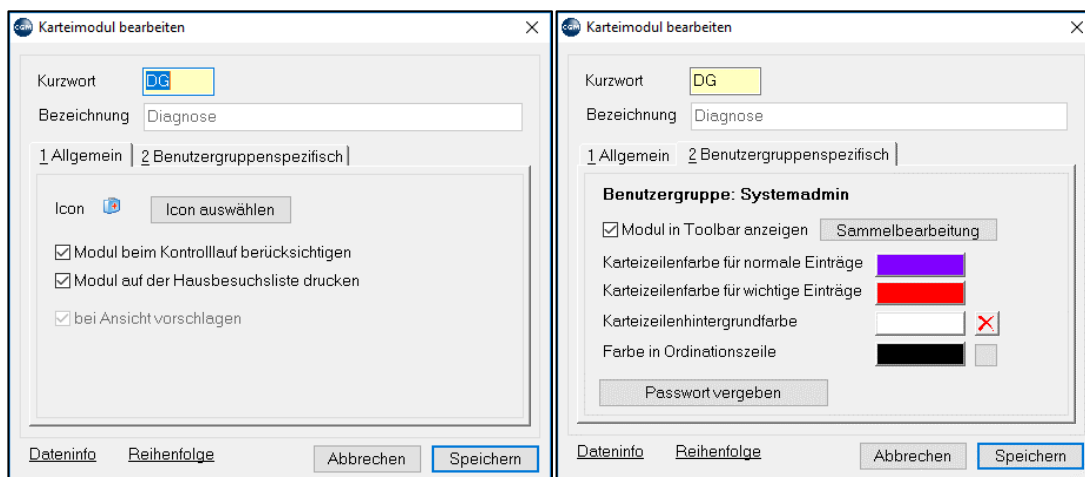 CGM Karteimodul bearbeiten
Kurzwort DG
Bezeichnung Diagnose
1 Allgemein 2 Benutzergruppenspezifisch
Icon Icon auswählen
Modul beim Kontrolllauf berücksichtigen
Modul auf der Hausbesuchsliste drucken
bei Ansicht vorschlagen
Dateninfo Reihenfolge Abbrechen Speichern
CGM Karteimodul bearbeiten
Kurzwort DG
Bezeichnung Diagnose
1 Allgemein 2 Benutzergruppenspezifisch
Benutzergruppe: Systemadmin
Modul in Toolbar anzeigen Sammelbearbeitung
Karteizeilenfarbe für normale Einträge
Karteizeilenfarbe für wichtige Einträge
Karteizeilenhintergrundfarbe
Farbe in Ordinationszeile
Passwort vergeben
Dateninfo Reihenfolge Abbrechen Speichern